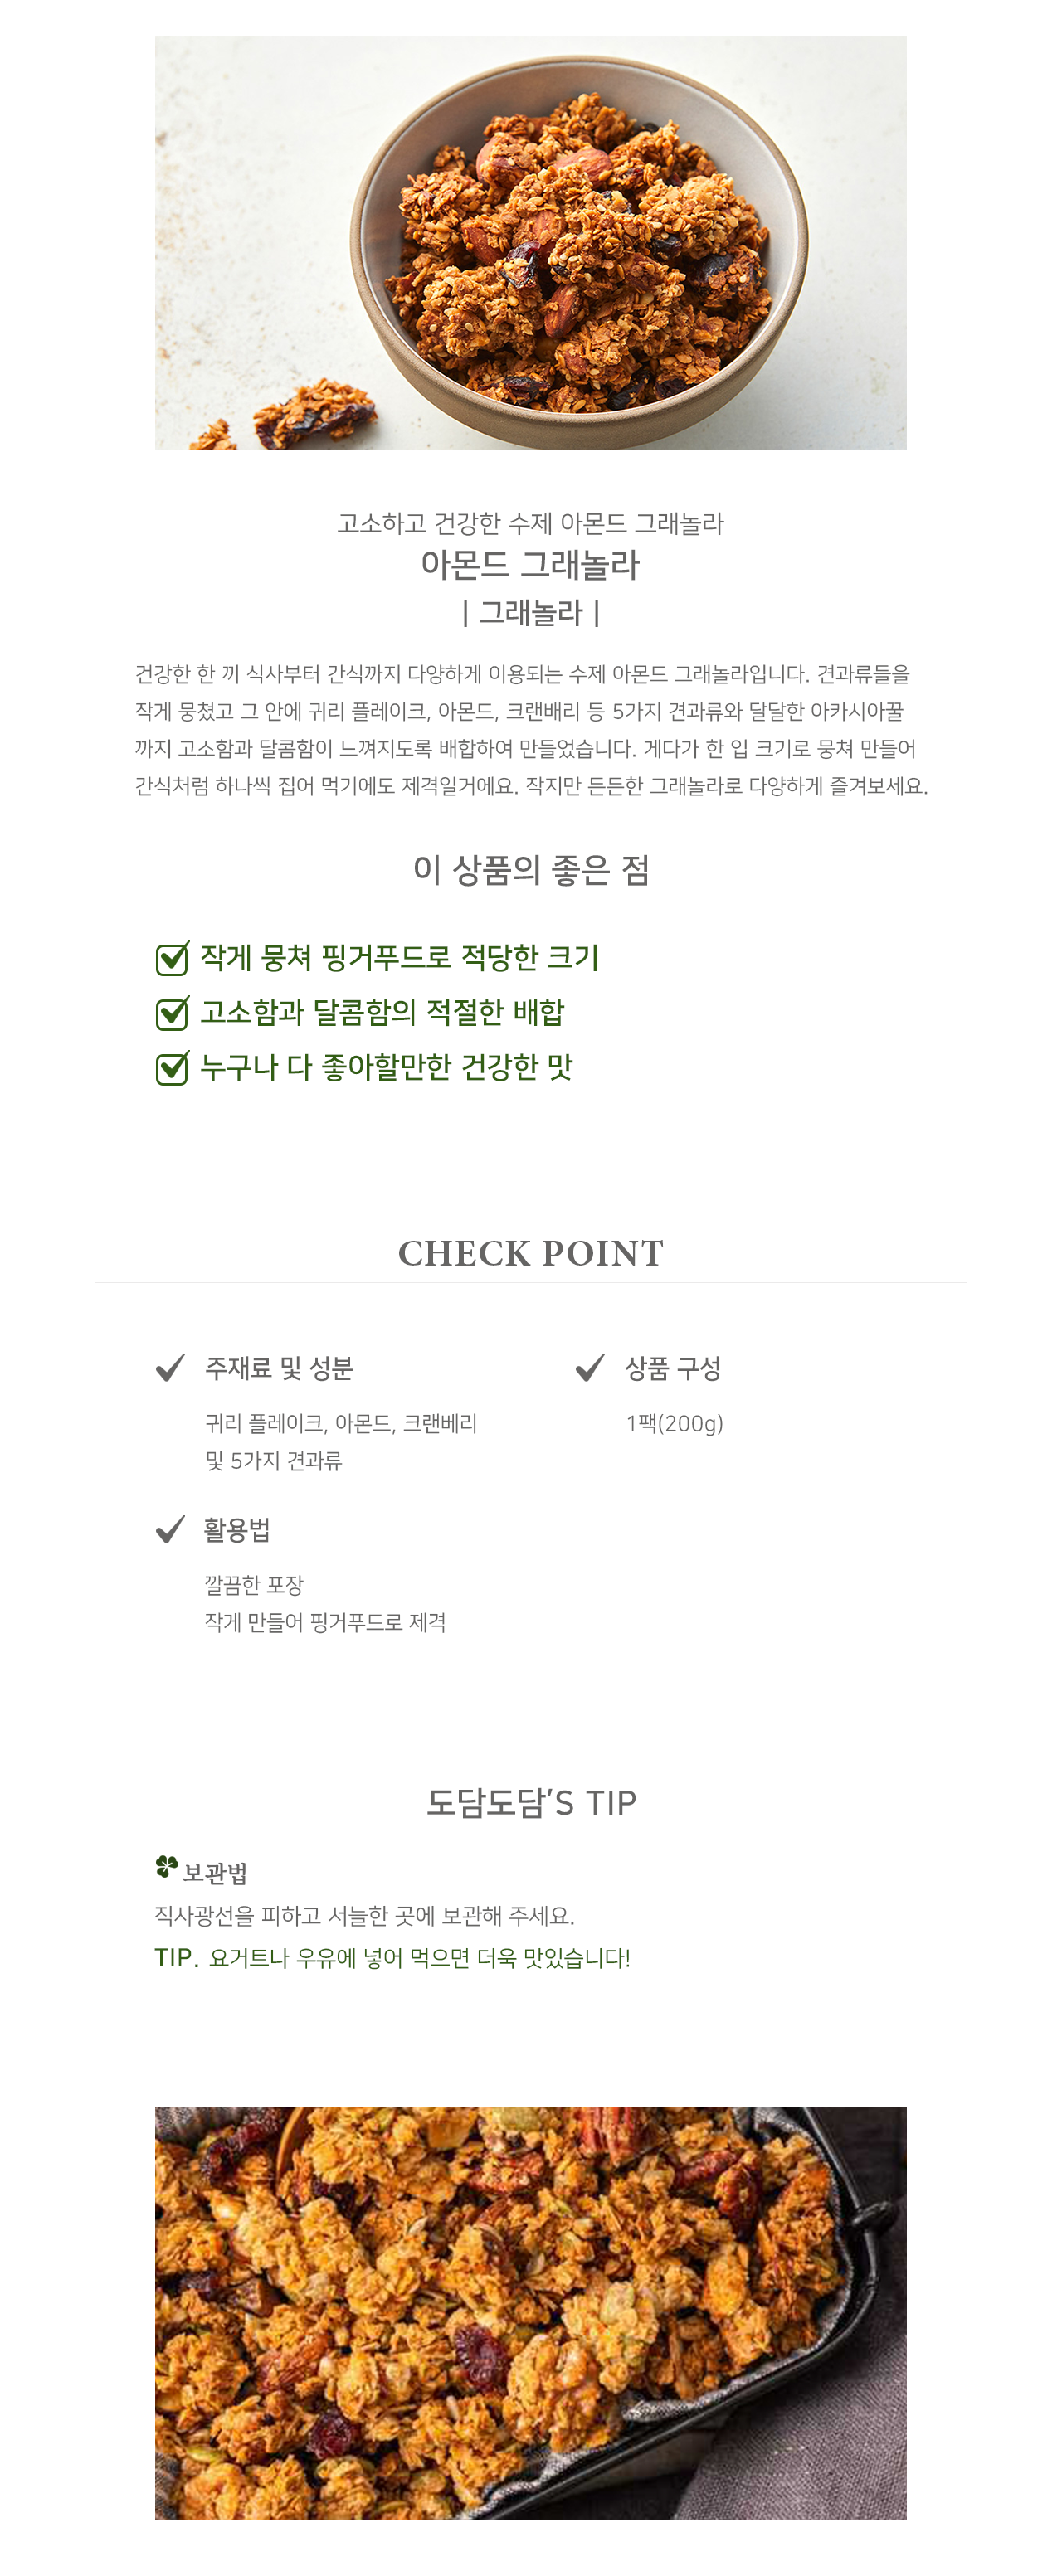 고소하고 건강한 수제 아몬드 그래놀라
아몬드 그래놀라
| 그래놀라 |
건강한 한 끼 식사부터 간식까지 다양하게 이용되는 수제 아몬드 그래놀라입니다. 견과류들을
작게 뭉쳤고 그 안에 귀리 플레이크, 아몬드, 크랜배리 등 5가지 견과류와 달달한 아카시아꿀
까지 고소함과 달콤함이 느껴지도록 배합하여 만들었습니다. 게다가 한 입 크기로 뭉쳐 만들어
간식처럼 하나씩 집어 먹기에도 제격일거에요. 작지만 든든한 그래놀라로 다양하게 즐겨보세요.
이 상품의 좋은 점
작게 뭉쳐 핑거푸드로 적당한 크기
고소함과 달콤함의 적절한 배합
누구나 다 좋아할만한 건강한 맛
CHECK POINT
주재료 및 성분
귀리 플레이크, 아몬드, 크랜베리
및 5가지 견과류
상품 구성
1팩(200g)
활용법
깔끔한 포장
작게 만들어 핑거푸드로 제격
도담도담’S TIP
보관법
직사광선을 피하고 서늘한 곳에 보관해 주세요.
TIP. 요거트나 우유에 넣어 먹으면 더욱 맛있습니다!